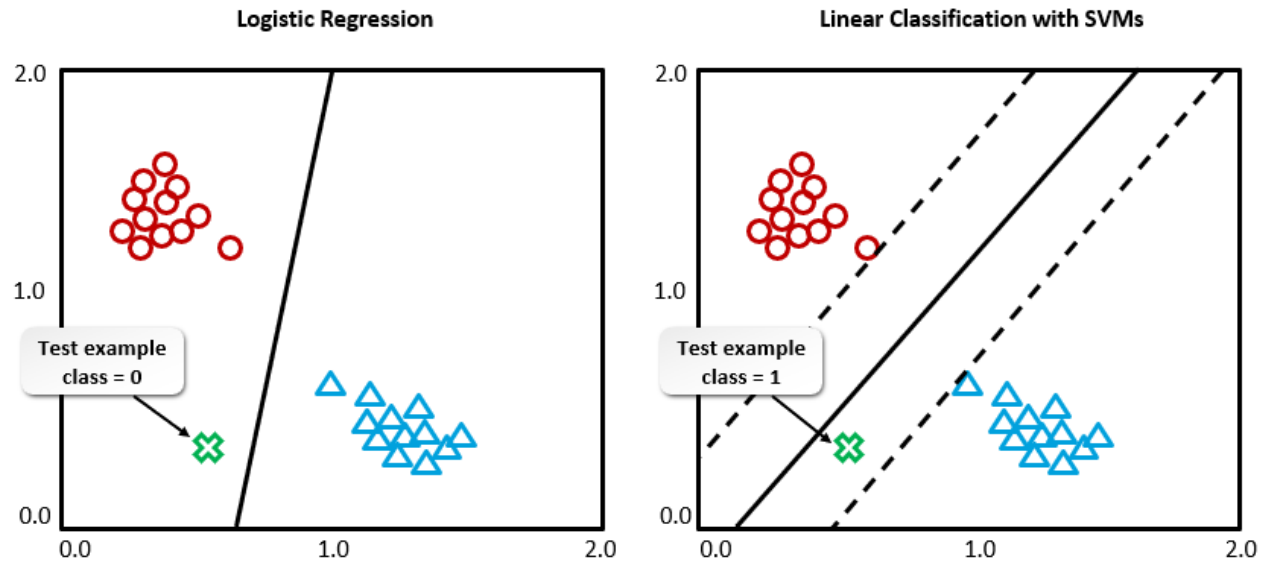 Logistic Regression
2.0
1.0
Test example
class = 0
0.0
0.0 1.0 2.0
Linear Classification with SVMs
2.0
1.0
Test example
class = 1
0.0
0.0 1.0 2.0